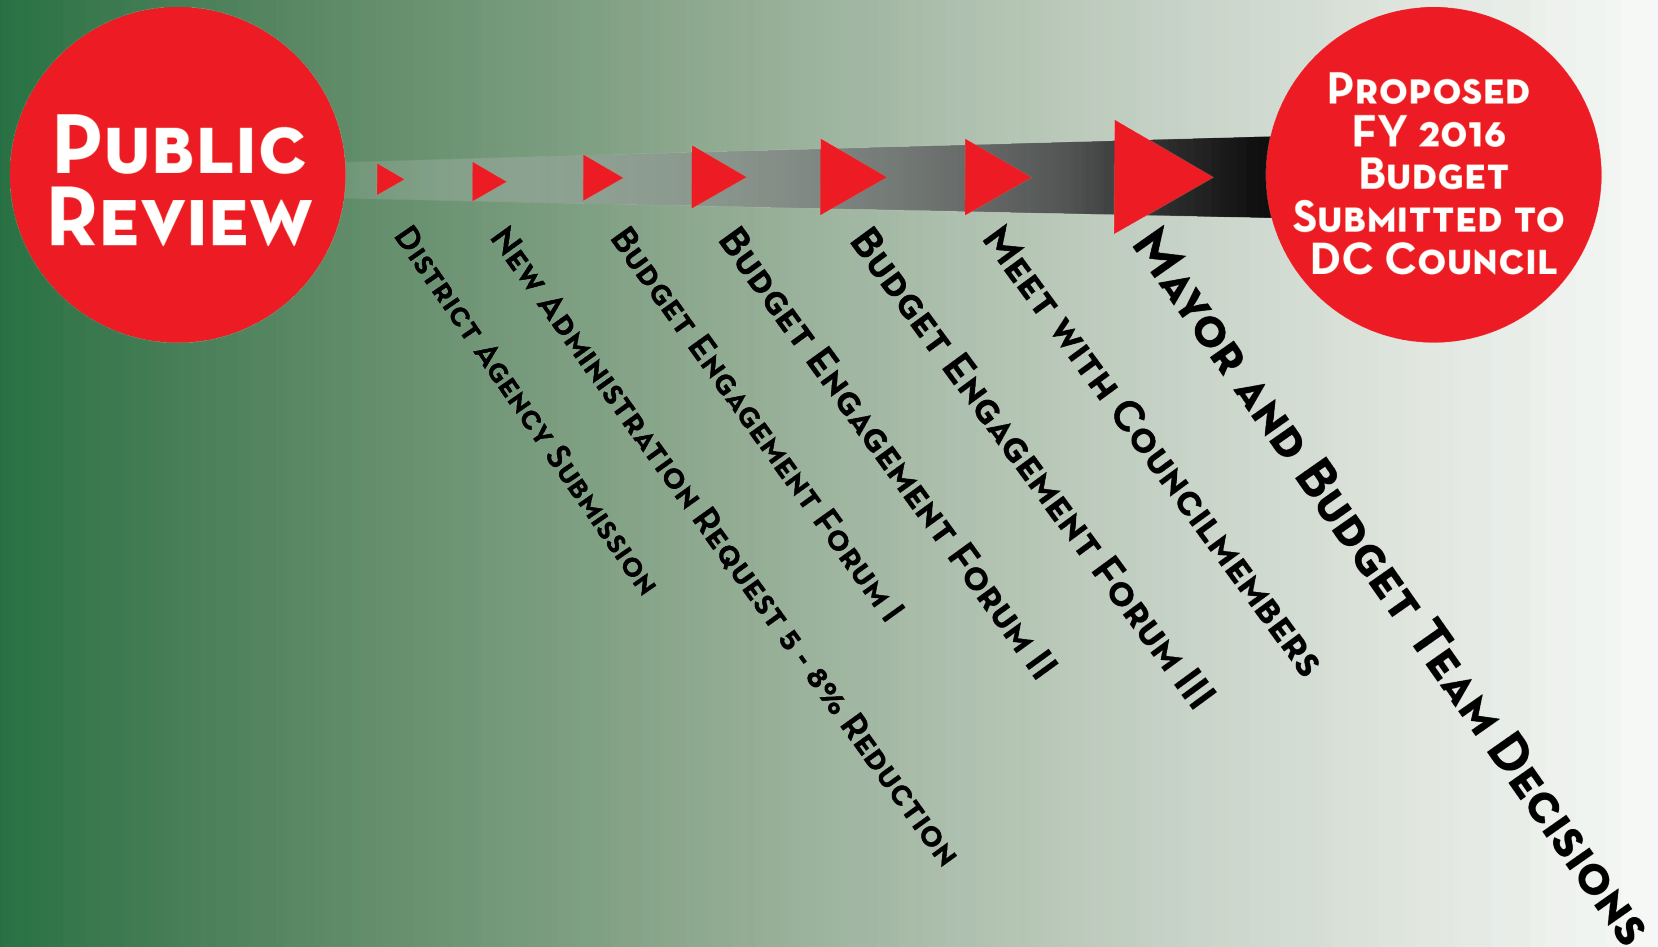 Public
Review
District Agency Submission
New Administration Request 5 - 8% Reduction
Budget Engagement Forum I
Budget Engagement Forum II
Budget Engagement Forum III
Meet with Councilmembers
Mayor and Budget Team Decisions
Proposed
FY 2016
Budget
Submitted to
DC Council